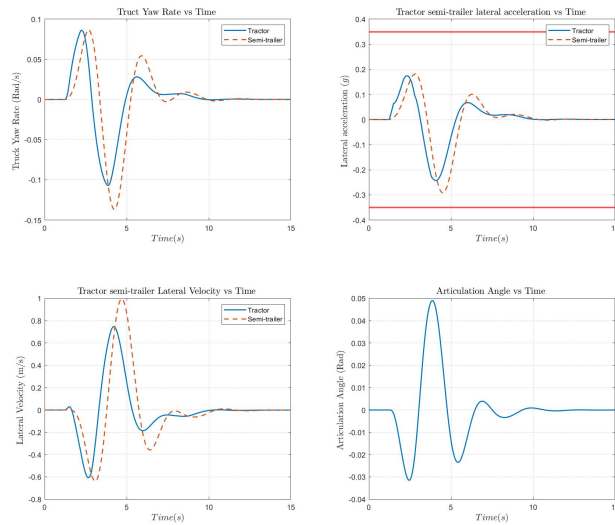 Truct Yaw Rate vs Time
Truck Yaw Rate (Rad/s)
0.1
0.05
0
-0.05
-0.1
-0.15
0
5
10
15
Time(s)
Tractor
Semi-trailer
Tractor semi-trailer lateral acceleration vs Time
Lateral acceleration (g)
0.4
0.3
0.2
0.1
0
-0.1
-0.2
-0.3
-0.4
0
5
10
15
Time(s)
Tractor
Semi-trailer
Tractor semi-trailer Lateral Velocity vs Time
Lateral Velocity (m/s)
1
0.8
0.6
0.4
0.2
0
-0.2
-0.4
-0.6
-0.8
0
5
10
15
Time(s)
Tractor
Semi-trailer
Articulation Angle vs Time
Articulation Angle (Rad)
0.05
0.04
0.03
0.02
0.01
0
-0.01
-0.02
-0.03
-0.04
0
5
10
15
Time(s)